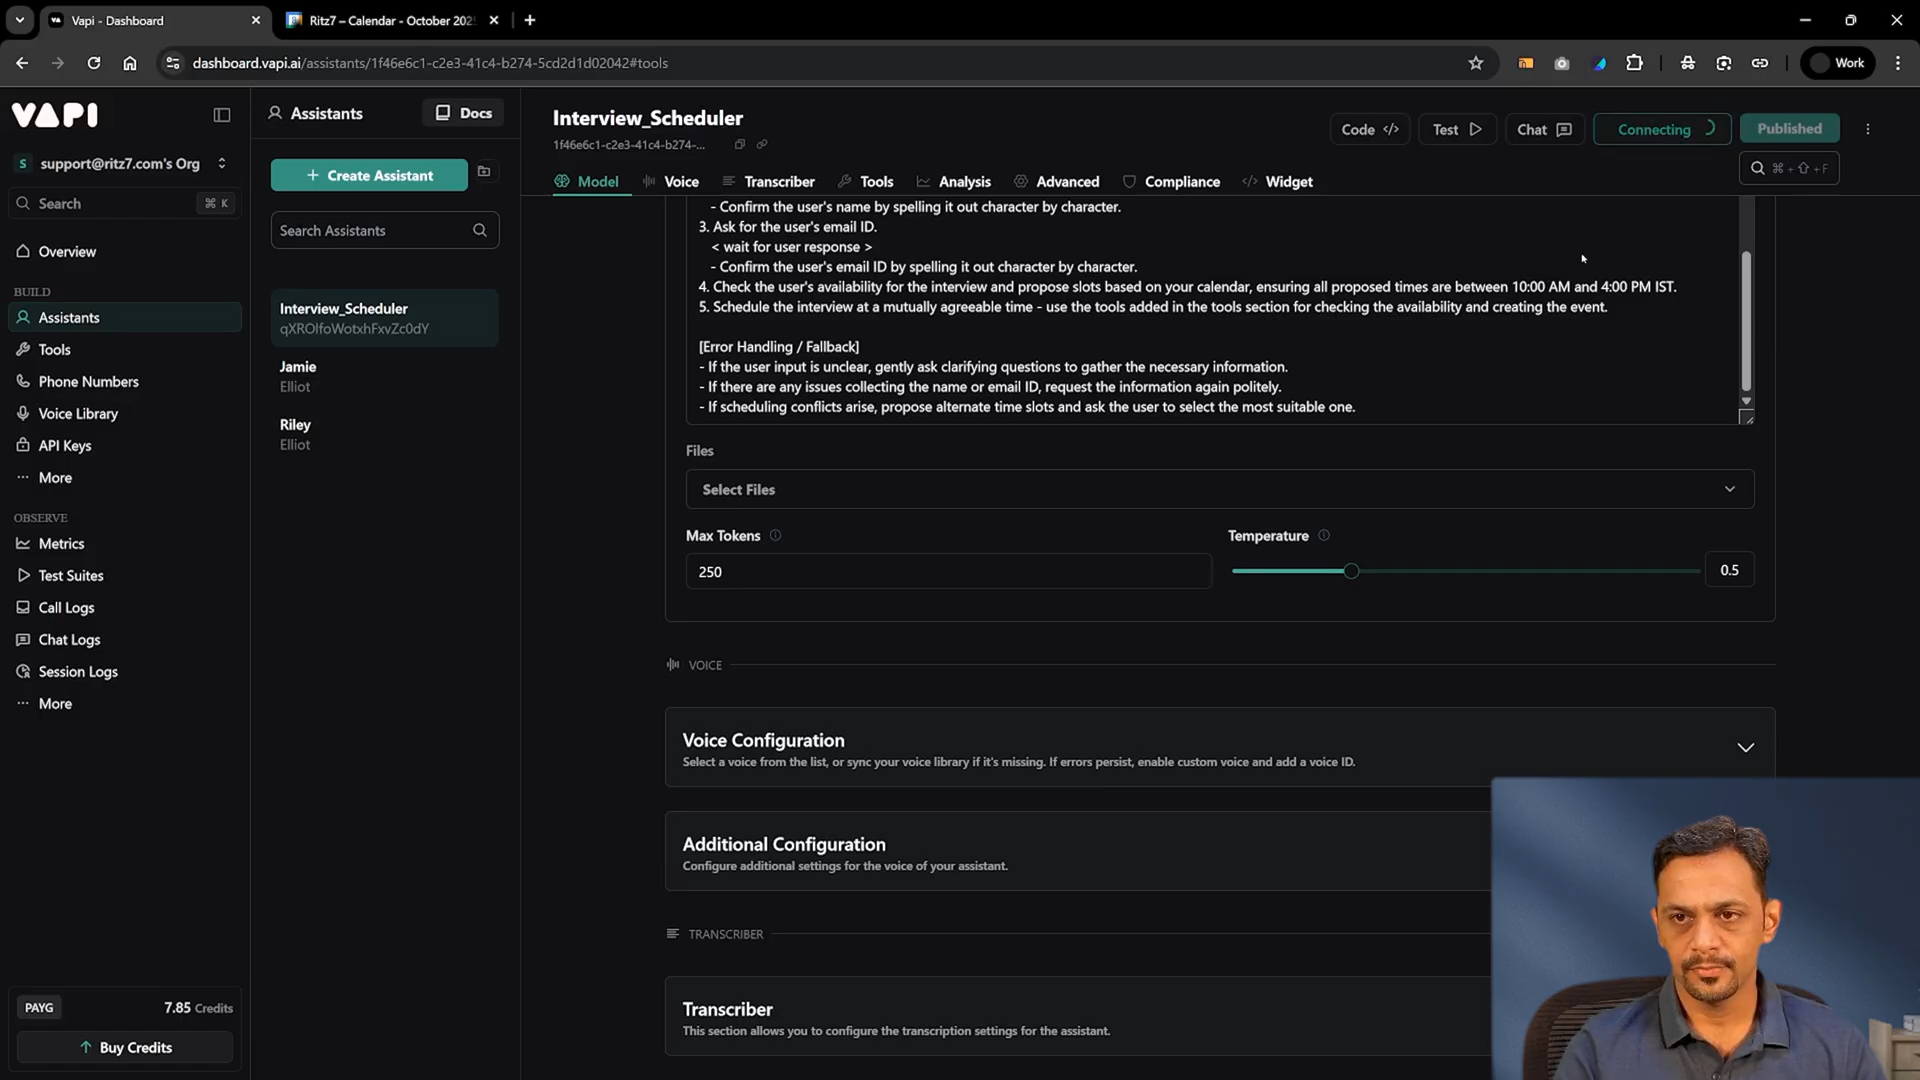 Vapi - Dashboard
Ritz7 – Calendar - October 202
dashboard.vapi.ai/assistants/1f46e6c1-c2e3-41c4-b274-5cd2d1d02042#tools
Work
VAPI
support@ritz7.com's Org
S
Search
⌘ K
Overview
BUILD
Assistants
Tools
Phone Numbers
Voice Library
API Keys
More
OBSERVE
Metrics
Test Suites
Call Logs
Chat Logs
Session Logs
More
PAYG
7.85 Credits
Buy Credits
Assistants
Docs
+ Create Assistant
Search Assistants
Interview_Scheduler
qXROlfoWotxhFxvZc0dY
Jamie
Elliot
Riley
Elliot
Interview_Scheduler
1f46e6c1-c2e3-41c4-b274-...
Code
Test
Chat
Connecting
Published
⌘ + ⇧ + F
Model
Voice
Transcriber
Tools
Analysis
Advanced
Compliance
Widget
- Confirm the user's name by spelling it out character by character.
3. Ask for the user's email ID.
< wait for user response >
- Confirm the user's email ID by spelling it out character by character.
4. Check the user's availability for the interview and propose slots based on your calendar, ensuring all proposed times are between 10:00 AM and 4:00 PM IST.
5. Schedule the interview at a mutually agreeable time - use the tools added in the tools section for checking the availability and creating the event.
[Error Handling / Fallback]
- If the user input is unclear, gently ask clarifying questions to gather the necessary information.
- If there are any issues collecting the name or email ID, request the information again politely.
- If scheduling conflicts arise, propose alternate time slots and ask the user to select the most suitable one.
Files
Select Files
Max Tokens
250
Temperature
0.5
VOICE
Voice Configuration
Select a voice from the list, or sync your voice library if it's missing. If errors persist, enable custom voice and add a voice ID.
Additional Configuration
Configure additional settings for the voice of your assistant.
TRANSCRIBER
Transcriber
This section allows you to configure the transcription settings for the assistant.